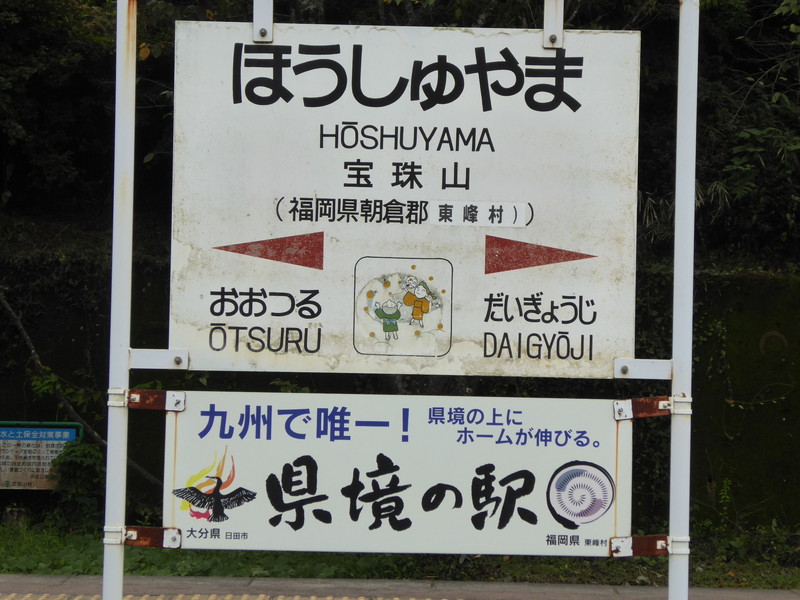 ほうしゅやま
HŌSHUYAMA
宝珠山
(福岡県朝倉郡東峰村))
おおつる
ŌTSURU
だいぎょうじ
DAIGYŌJI
九州で唯一!
県境の上に
ホームが伸びる。
県境の駅
大分県 日田市
福岡県 東峰村